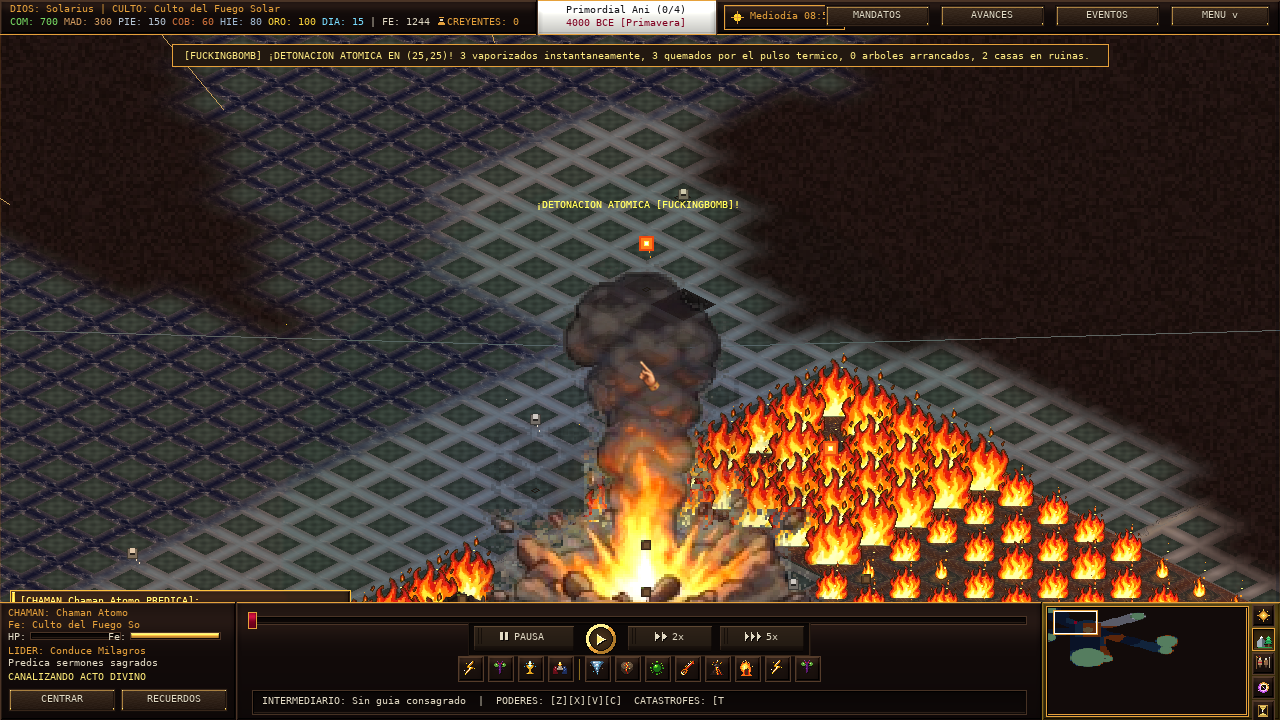 DIOS: Solarius | CULTO: Culto del Fuego Solar
COM: 700 MAD: 300 PIE: 150 COB: 60 HIE: 80 ORO: 100 DIA: 15 | FE: 1244 CREYENTES: 0
Primordial Ani (0/4)
4000 BCE [Primavera]
Mediodía 08:5
MANDATOS
AVANCES
EVENTOS
MENU v
[FUCKINGBOMB] ¡DETONACION ATOMICA EN (25,25)! 3 vaporizados instantaneamente, 3 quemados por el pulso termico, 0 arboles arrancados, 2 casas en ruinas.
¡DETONACION ATOMICA [FUCKINGBOMB]!
[CHAMAN Chaman Atomo PREDICA]:
CHAMAN: Chaman Atomo
Fe: Culto del Fuego So
HP: Fe:
LIDER: Conduce Milagros
Predica sermones sagrados
CANALIZANDO ACTO DIVINO
CENTRAR
RECUERDOS
PAUSA
2x
5x
INTERMEDIARIO: Sin guia consagrado | PODERES: [Z][X][V][C] CATASTROFES: [T